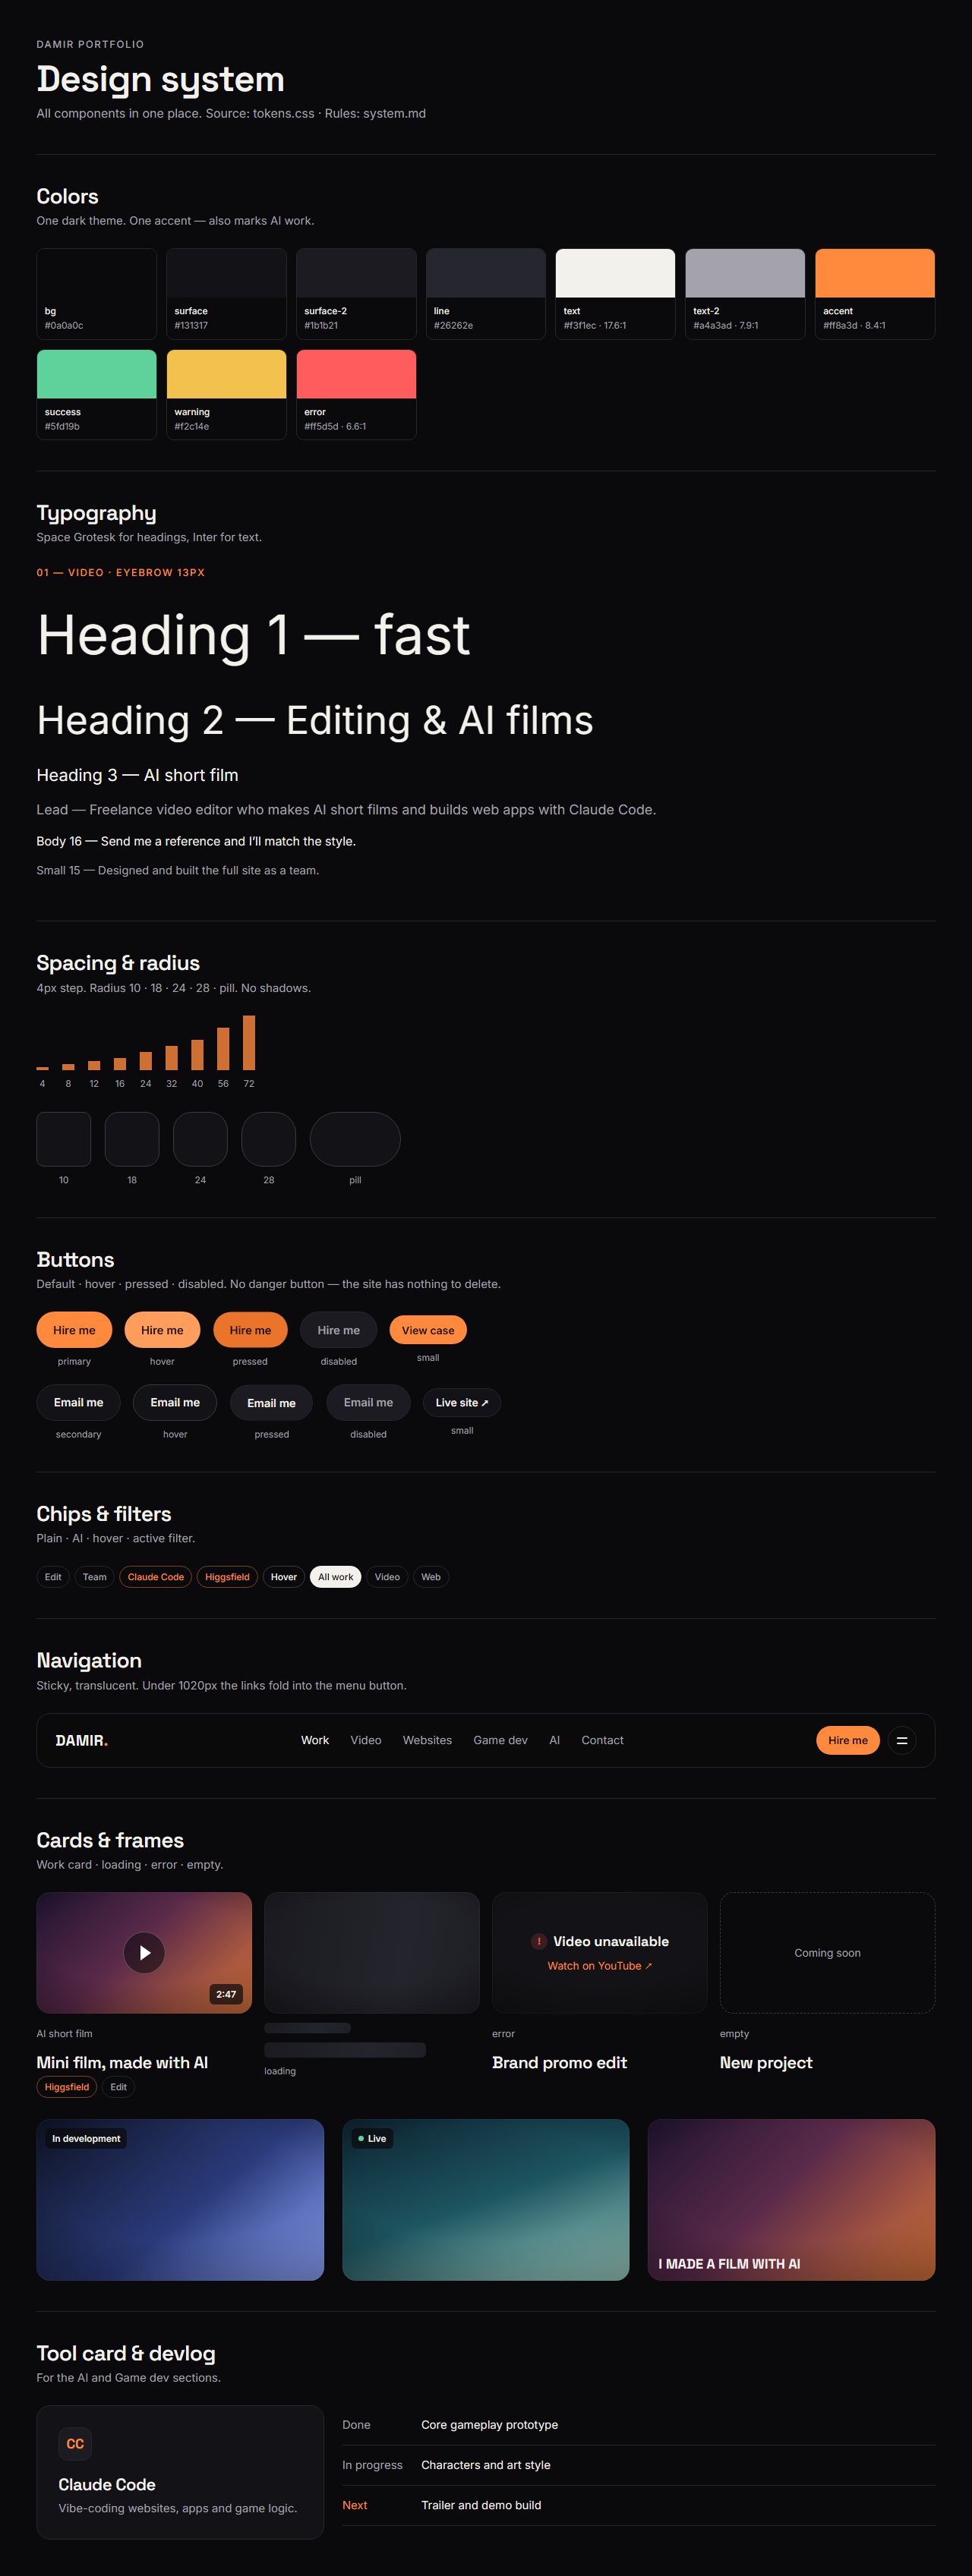 DAMIR PORTFOLIO
Design system
All components in one place. Source: tokens.css · Rules: system.md
Colors
One dark theme. One accent — also marks AI work.
bg
#0a0a0c
surface
#131317
surface-2
#1b1b21
line
#26262e
text
#f3f1ec · 17.6:1
text-2
#a4a3ad · 7.9:1
accent
#ff8a3d · 8.4:1
success
#5fd19b
warning
#f2c14e
error
#ff5d5d · 6.6:1
Typography
Space Grotesk for headings, Inter for text.
01 — VIDEO · EYEBROW 13PX
Heading 1 — fast
Heading 2 — Editing & AI films
Heading 3 — AI short film
Lead — Freelance video editor who makes AI short films and builds web apps with Claude Code.
Body 16 — Send me a reference and I'll match the style.
Small 15 — Designed and built the full site as a team.
Spacing & radius
4px step. Radius 10 · 18 · 24 · 28 · pill. No shadows.
4 8 12 16 24 32 40 56 72
10 18 24 28 pill
Buttons
Default · hover · pressed · disabled. No danger button — the site has nothing to delete.
Hire me Hire me Hire me Hire me View case
primary hover pressed disabled small
Email me Email me Email me Email me Live site ↗
secondary hover pressed disabled small
Chips & filters
Plain · AI · hover · active filter.
Edit Team Claude Code Higgsfield Hover All work Video Web
Navigation
Sticky, translucent. Under 1020px the links fold into the menu button.
DAMIR. Work Video Websites Game dev AI Contact Hire me
Cards & frames
Work card · loading · error · empty.
2:47
AI short film
Mini film, made with AI
Higgsfield Edit
loading
! Video unavailable
Watch on YouTube ↗
error
Brand promo edit
Coming soon
empty
New project
In development
Live
I MADE A FILM WITH AI
Tool card & devlog
For the AI and Game dev sections.
CC
Claude Code
Vibe-coding websites, apps and game logic.
Done Core gameplay prototype
In progress Characters and art style
Next Trailer and demo build